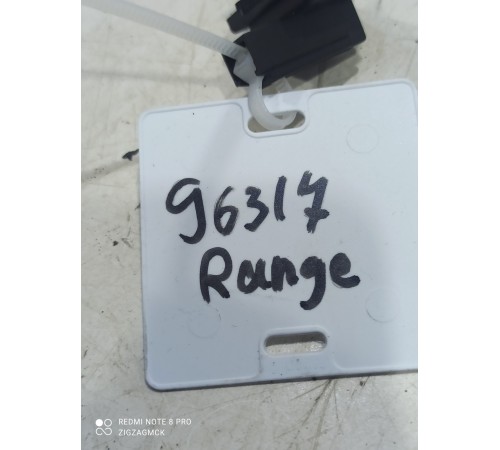 96317
Range
REDMI NOTE 8 PRO
ZIGZAGMCK